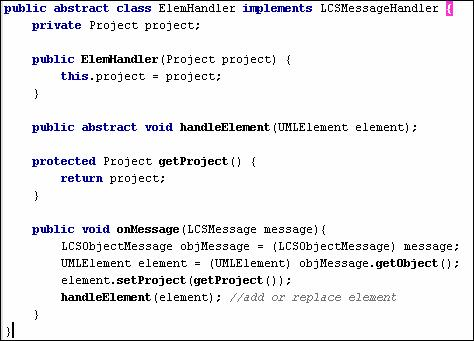 public abstract class ElemHandler implements LCSMessageHandler {
    private Project project;

    public ElemHandler(Project project) {
        this.project = project;
    }

    public abstract void handleElement(UMLElement element);

    protected Project getProject() {
        return project;
    }

    public void onMessage(LCSMessage message){
        LCSObjectMessage objMessage = (LCSObjectMessage) message;
        UMLElement element = (UMLElement) objMessage.getObject();
        element.setProject(getProject());
        handleElement(element); //add or replace element
    }
}